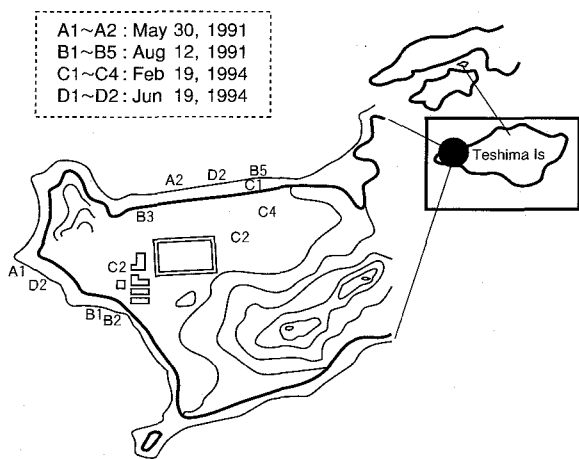 A1~A2 : May 30, 1991
B1~B5 : Aug 12, 1991
C1~C4 : Feb 19, 1994
D1~D2 : Jun 19, 1994
Teshima Is
A2 D2 B5
C1
B3 C4
C2
C2
A1
D2
B1 B2